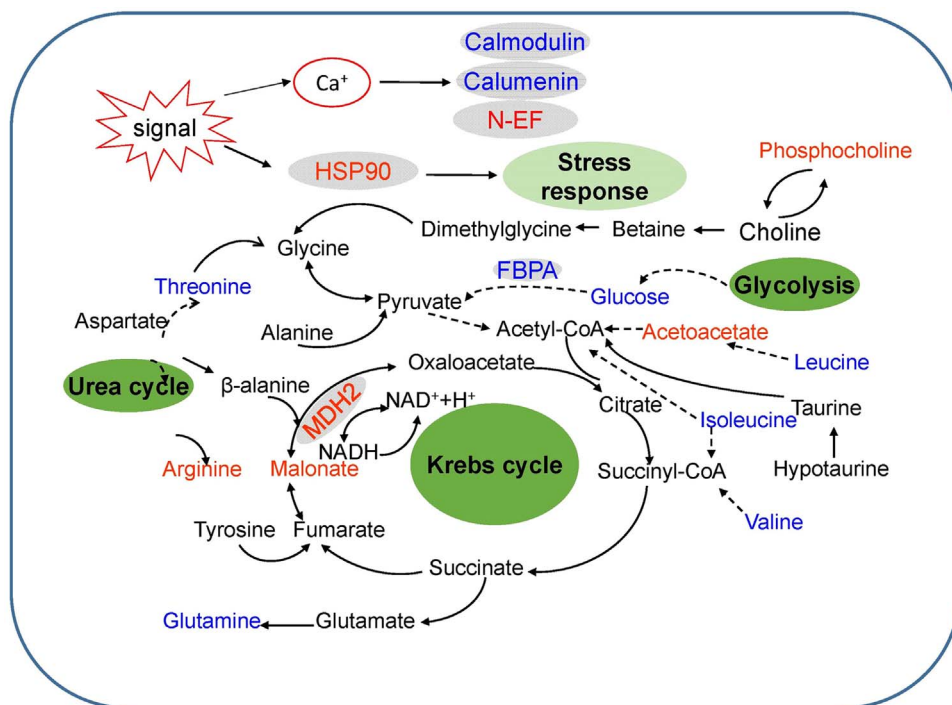 Calmodulin
Ca⁺
Calumenin
signal
N-EF
HSP90
Stress
response
Phosphocholine
Dimethylglycine
Betaine
Choline
Glycine
FBPA
Threonine
Glucose
Glycolysis
Pyruvate
Aspartate
Alanine
Acetyl-CoA
Acetoacetate
Oxaloacetate
Leucine
Urea cycle
β-alanine
MDH2
NAD⁺+H⁺
Citrate
Isoleucine
Taurine
NADH
Krebs cycle
Arginine
Malonate
Succinyl-CoA
Hypotaurine
Tyrosine
Fumarate
Valine
Succinate
Glutamine
Glutamate